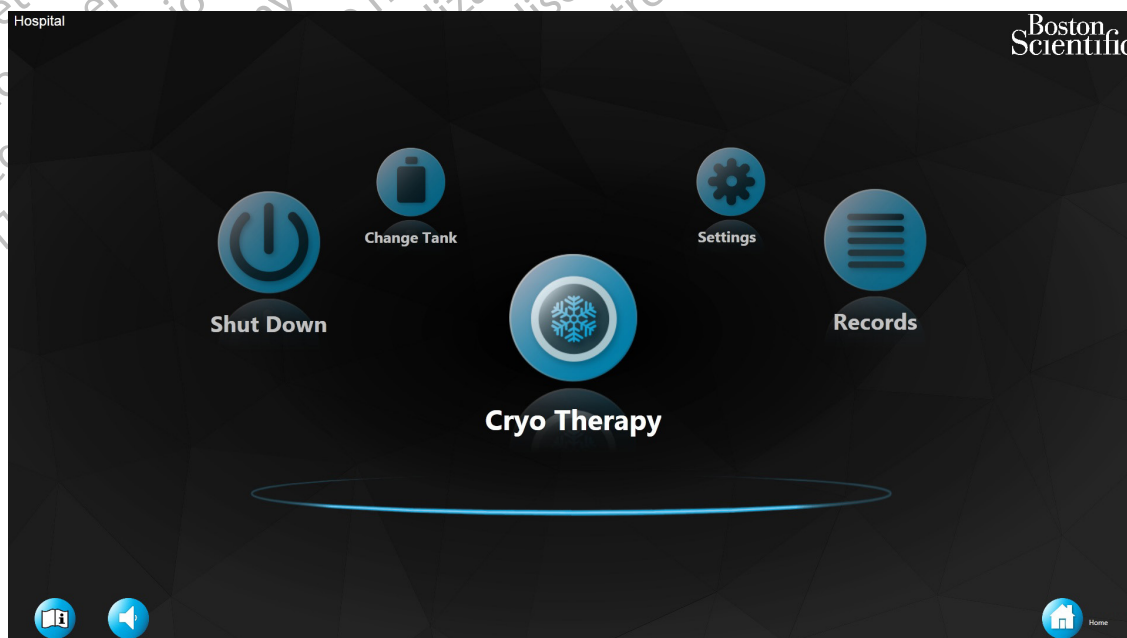 Hospital
Boston
Scientific
Change Tank
Settings
Shut Down
Records
Cryo Therapy
Home